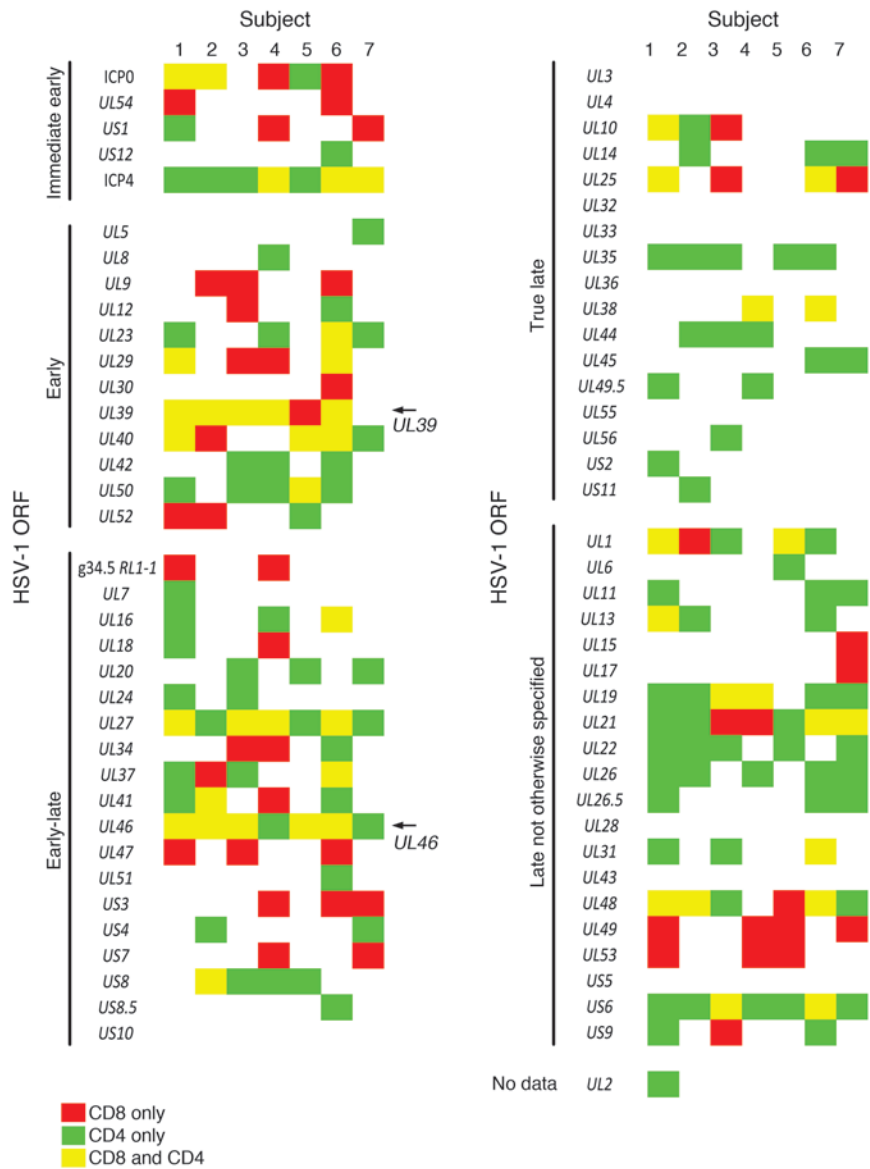 Subject
1 2 3 4 5 6 7
HSV-1 ORF
Immediate early
ICP0
UL54
US1
US12
ICP4
Early
UL5
UL8
UL9
UL12
UL23
UL29
UL30
UL39
UL39
UL40
UL42
UL50
UL52
Early-late
g34.5 RL1-1
UL7
UL16
UL18
UL20
UL24
UL27
UL34
UL37
UL41
UL46
UL46
UL47
UL51
US3
US4
US7
US8
US8.5
US10
CD8 only
CD4 only
CD8 and CD4
Subject
1 2 3 4 5 6 7
HSV-1 ORF
True late
UL3
UL4
UL10
UL14
UL25
UL32
UL33
UL35
UL36
UL38
UL44
UL45
UL49.5
UL55
UL56
US2
US11
Late not otherwise specified
UL1
UL6
UL11
UL13
UL15
UL17
UL19
UL21
UL22
UL26
UL26.5
UL28
UL31
UL43
UL48
UL49
UL53
US5
US6
US9
No data UL2